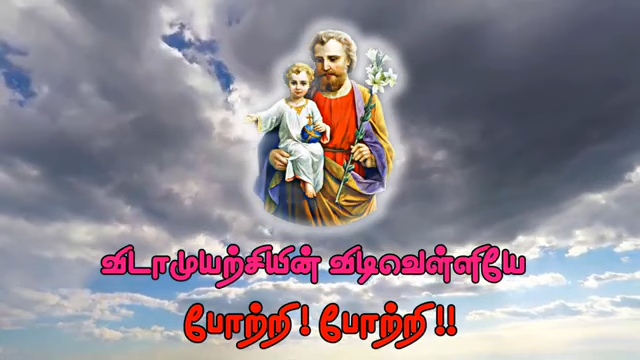 விடாமுயற்சியின் விடிவெள்ளியே
போற்றி ! போற்றி !!